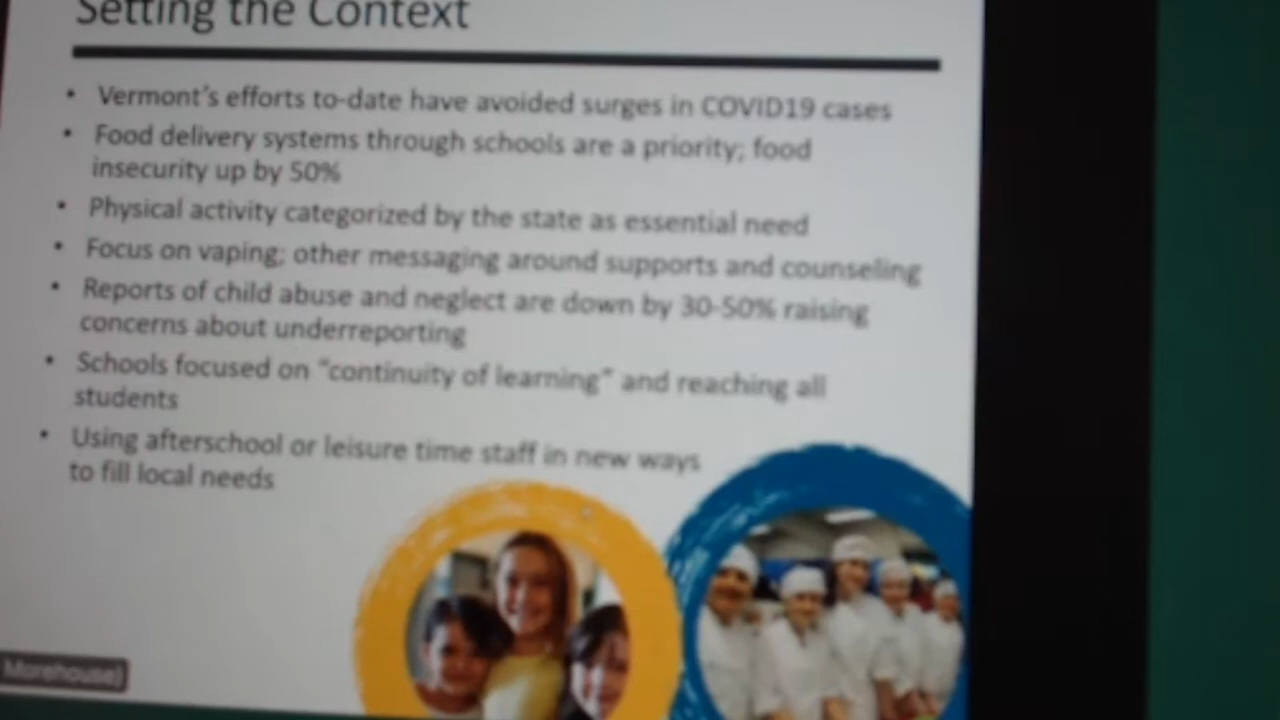 Setting the Context
• Vermont's efforts to-date have avoided surges in COVID19 cases
• Food delivery systems through schools are a priority; food
insecurity up by 50%
• Physical activity categorized by the state as essential need
• Focus on vaping; other messaging around supports and counseling
• Reports of child abuse and neglect are down by 30-50% raising
concerns about underreporting
• Schools focused on "continuity of learning" and reaching all
students
• Using afterschool or leisure time staff in new ways
to fill local needs
Morehouse)